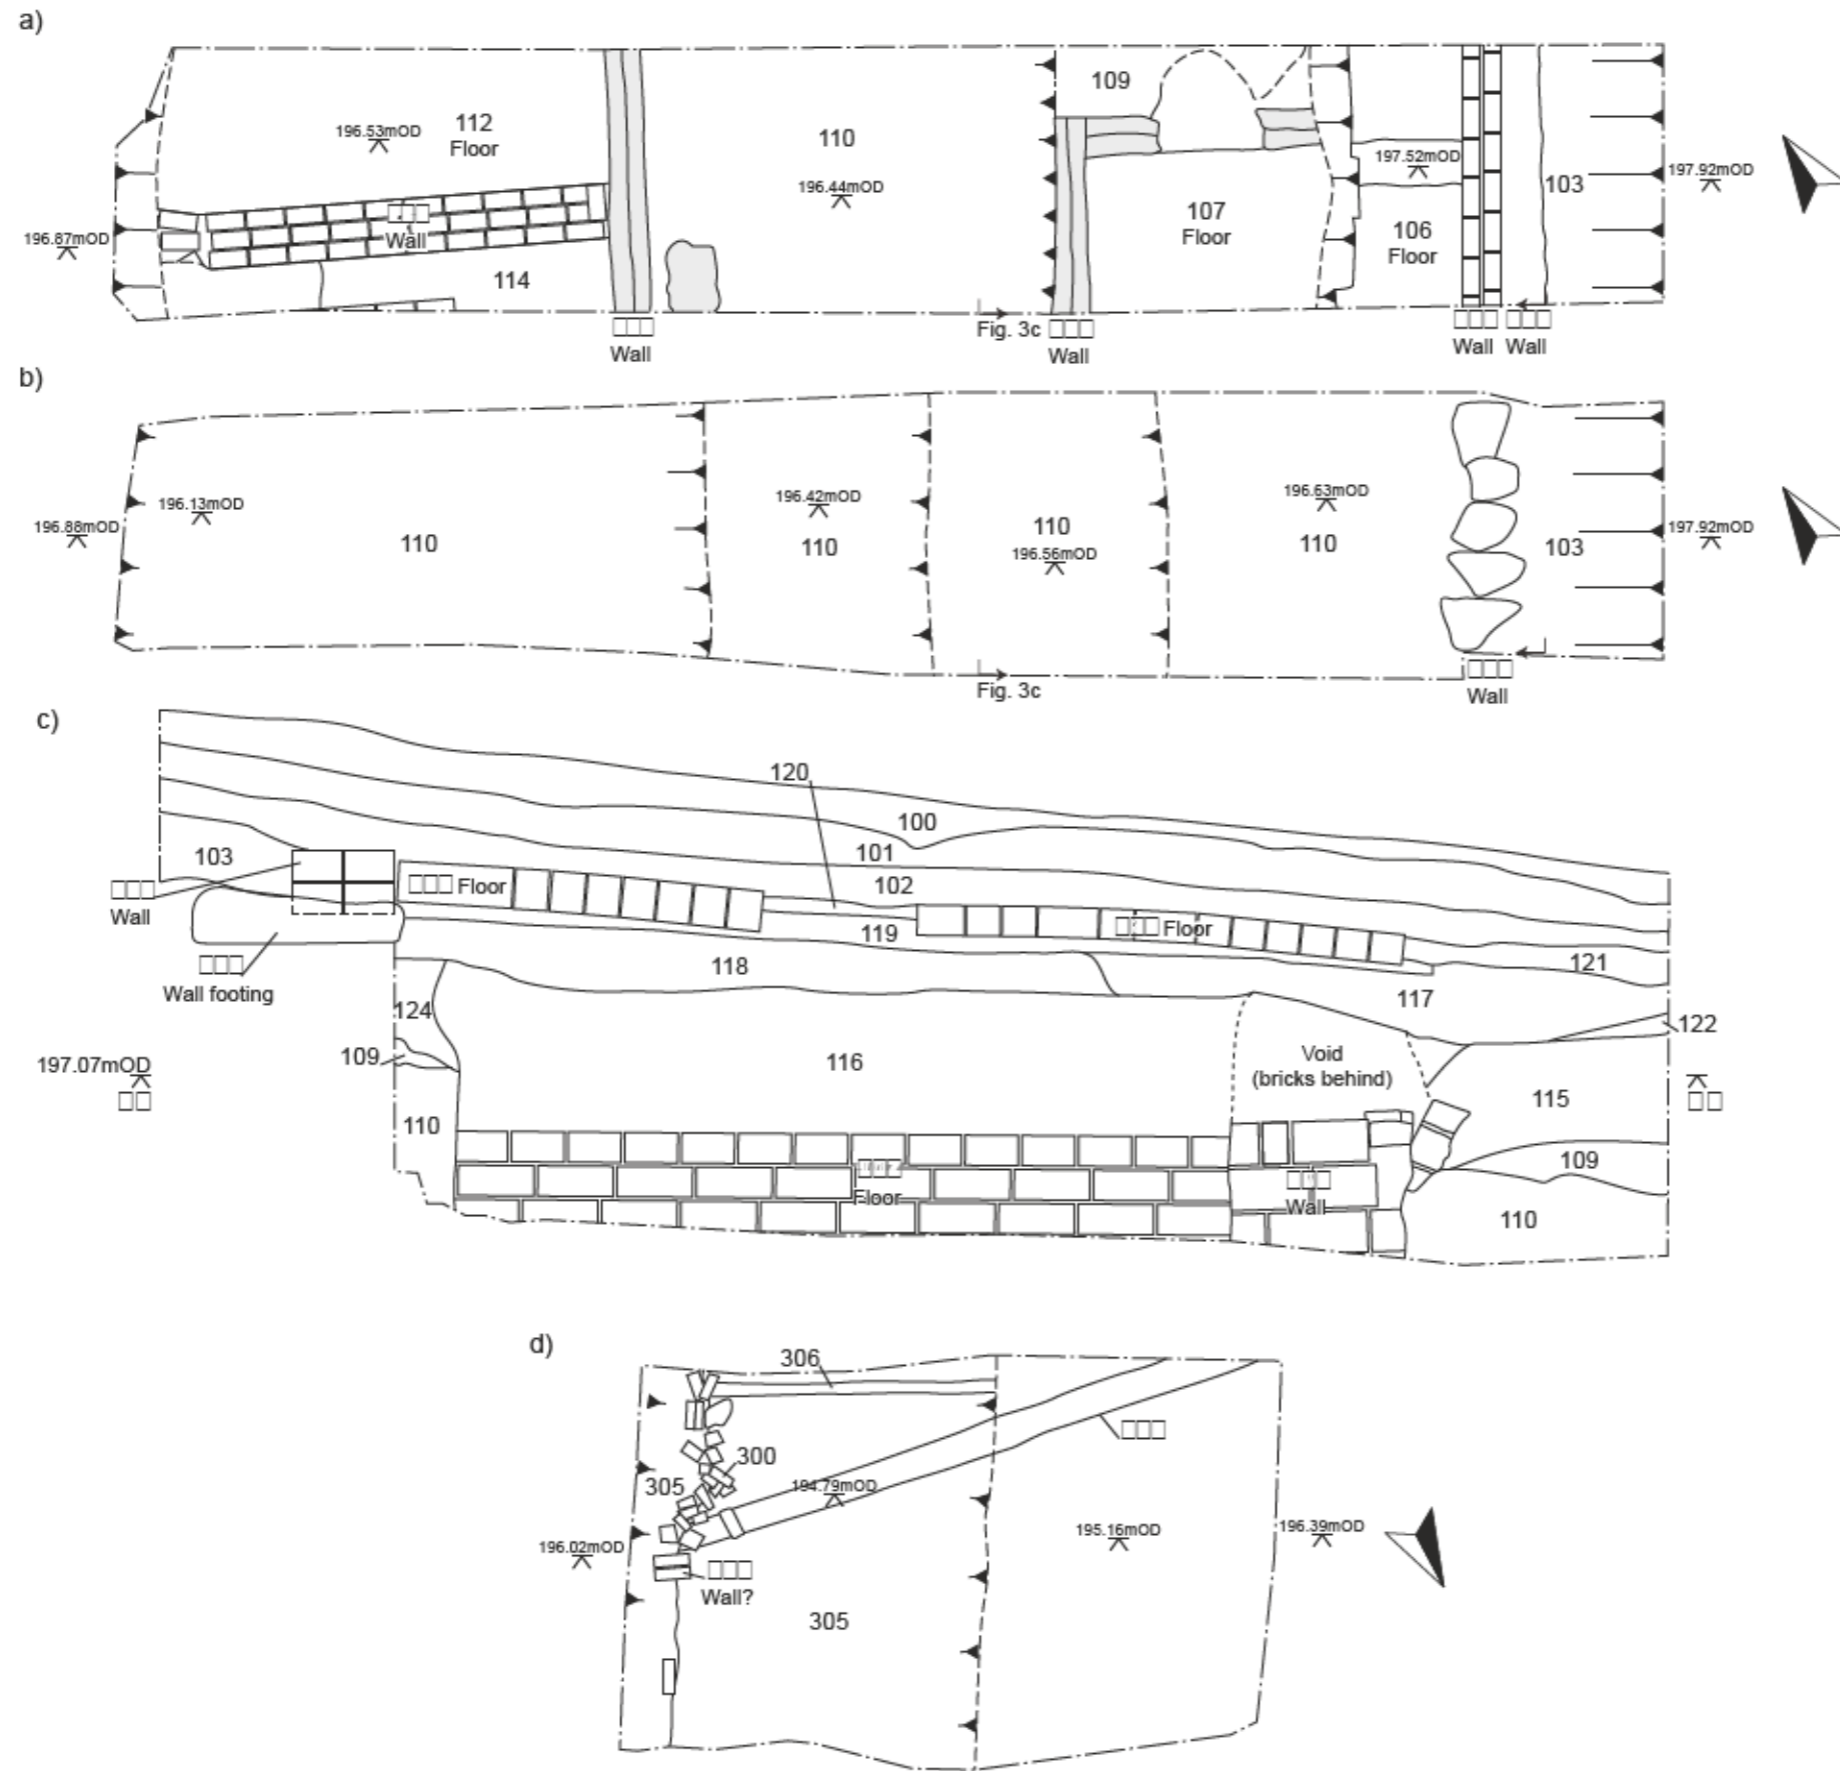 a)
112
Floor
196.53mOD
110
196.44mOD
109
107
Floor
197.52mOD
106
Floor
103
197.92mOD
196.87mOD
Wall
114
Wall
Fig. 3c
Wall
Wall
Wall
b)
196.88mOD
196.13mOD
110
196.42mOD
110
110
196.56mOD
196.63mOD
110
103
197.92mOD
Fig. 3c
Wall
c)
120
100
101
102
103
Floor
Wall
119
Floor
118
121
117
Wall footing
124
122
109
116
Void
(bricks behind)
197.07mOD
115
110
109
Floor
Wall
110
d)
306
300
305
194.79mOD
196.02mOD
195.16mOD
196.39mOD
Wall?
305